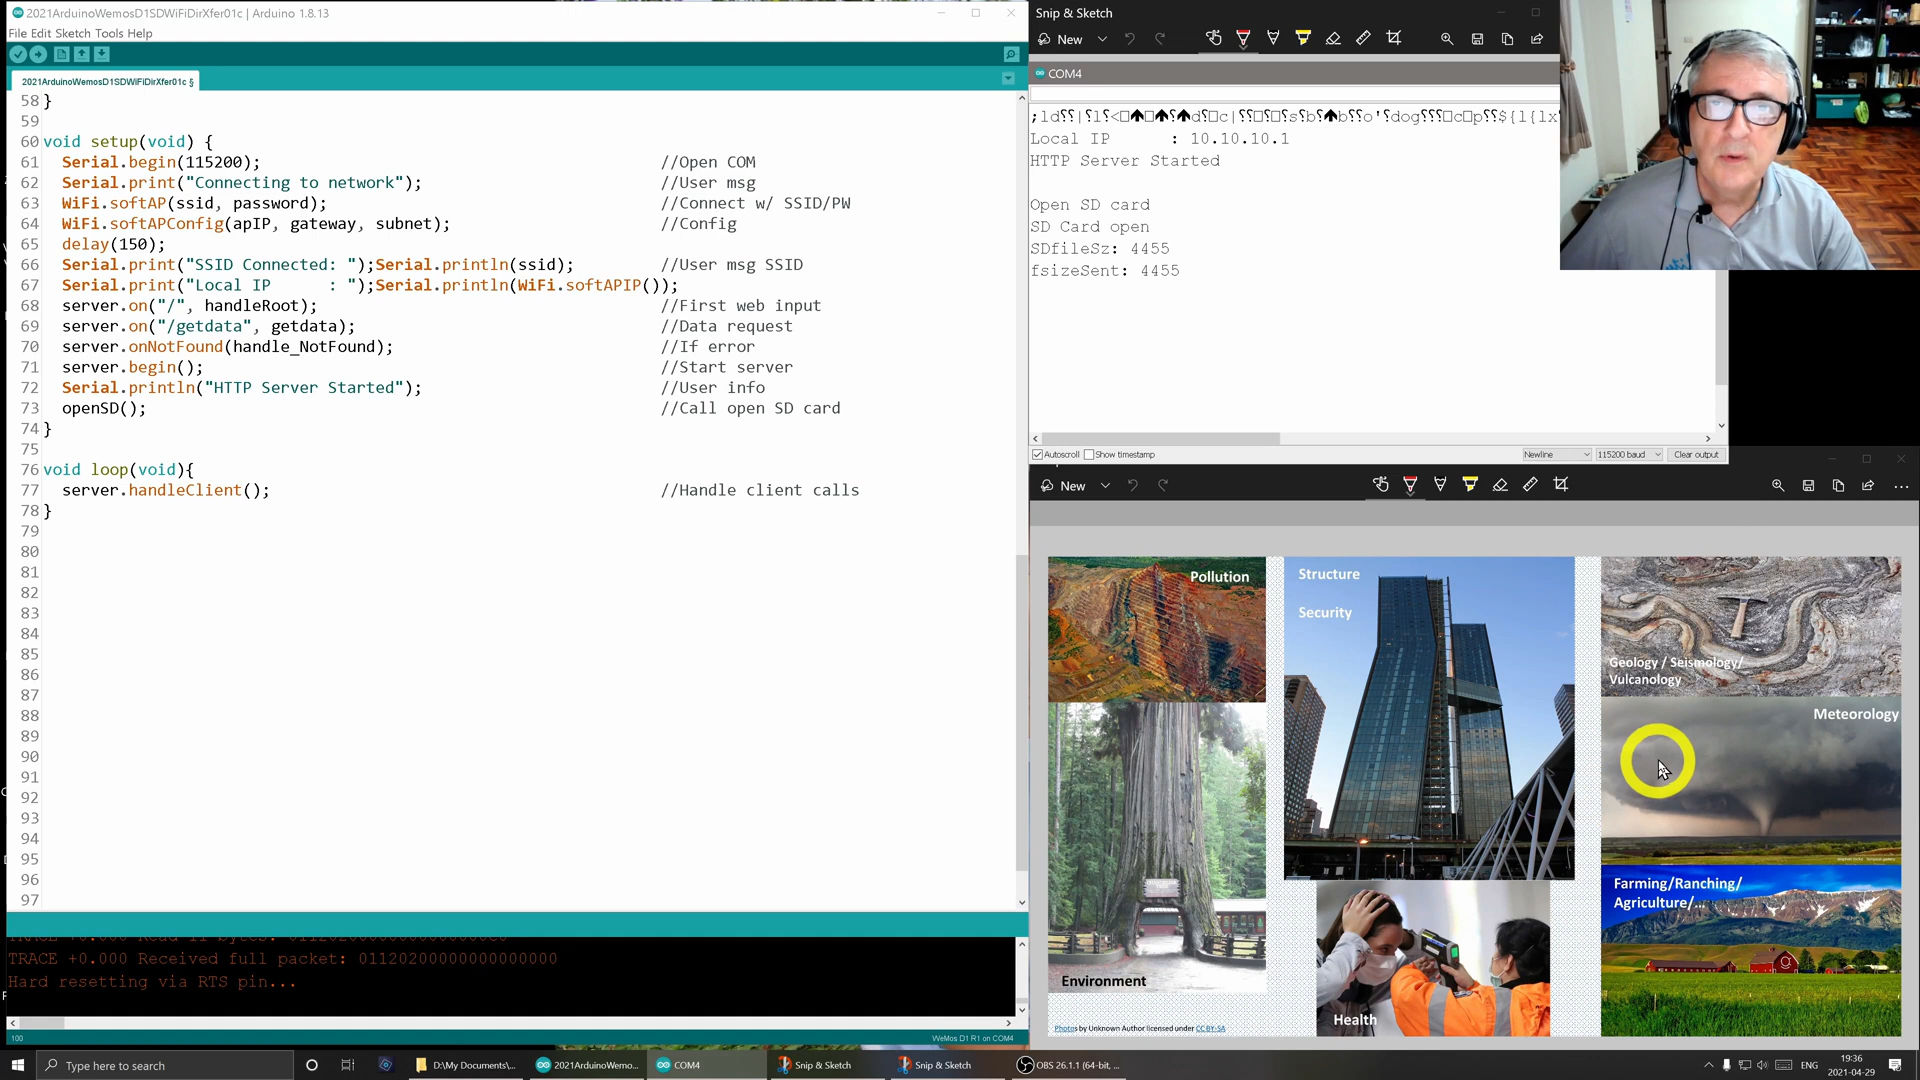 2021ArduinoWemosD1SDWiFiDirXfer01c | Arduino 1.8.13
File Edit Sketch Tools Help
2021ArduinoWemosD1SDWiFiDirXfer01c §
58 }
59
60 void setup(void) {
61 Serial.begin(115200); //Open COM
62 Serial.print("Connecting to network"); //User msg
63 WiFi.softAP(ssid, password); //Connect w/ SSID/PW
64 WiFi.softAPConfig(apIP, gateway, subnet); //Config
65 delay(150);
66 Serial.print("SSID Connected: ");Serial.println(ssid); //User msg SSID
67 Serial.print("Local IP : ");Serial.println(WiFi.softAPIP());
68 server.on("/", handleRoot); //First web input
69 server.on("/getdata", getdata); //Data request
70 server.onNotFound(handle_NotFound); //If error
71 server.begin(); //Start server
72 Serial.println("HTTP Server Started"); //User info
73 openSD(); //Call open SD card
74 }
75
76 void loop(void){
77 server.handleClient(); //Handle client calls
78 }
79
80
81
82
83
84
85
86
87
88
89
90
91
92
93
94
95
96
97
TRACE +0.000 Received full packet: 011202000000000000000
Hard resetting via RTS pin...
100
WeMos D1 R1 on COM4
Snip & Sketch
New
COM4
Local IP : 10.10.10.1
HTTP Server Started
Open SD card
SD Card open
SDfileSz: 4455
fsizeSent: 4455
Autoscroll Show timestamp
Newline
115200 baud
Clear output
New
Pollution
Structure
Security
Geology / Seismology/
Vulcanology
Meteorology
Farming/Ranching/
Agriculture/...
Environment
Health
Photos by Unknown Author licensed under CC BY-SA
Type here to search
D:\My Documents\...
2021ArduinoWemo...
COM4
Snip & Sketch
Snip & Sketch
OBS 26.1.1 (64-bit, ...
ENG
19:36
2021-04-29